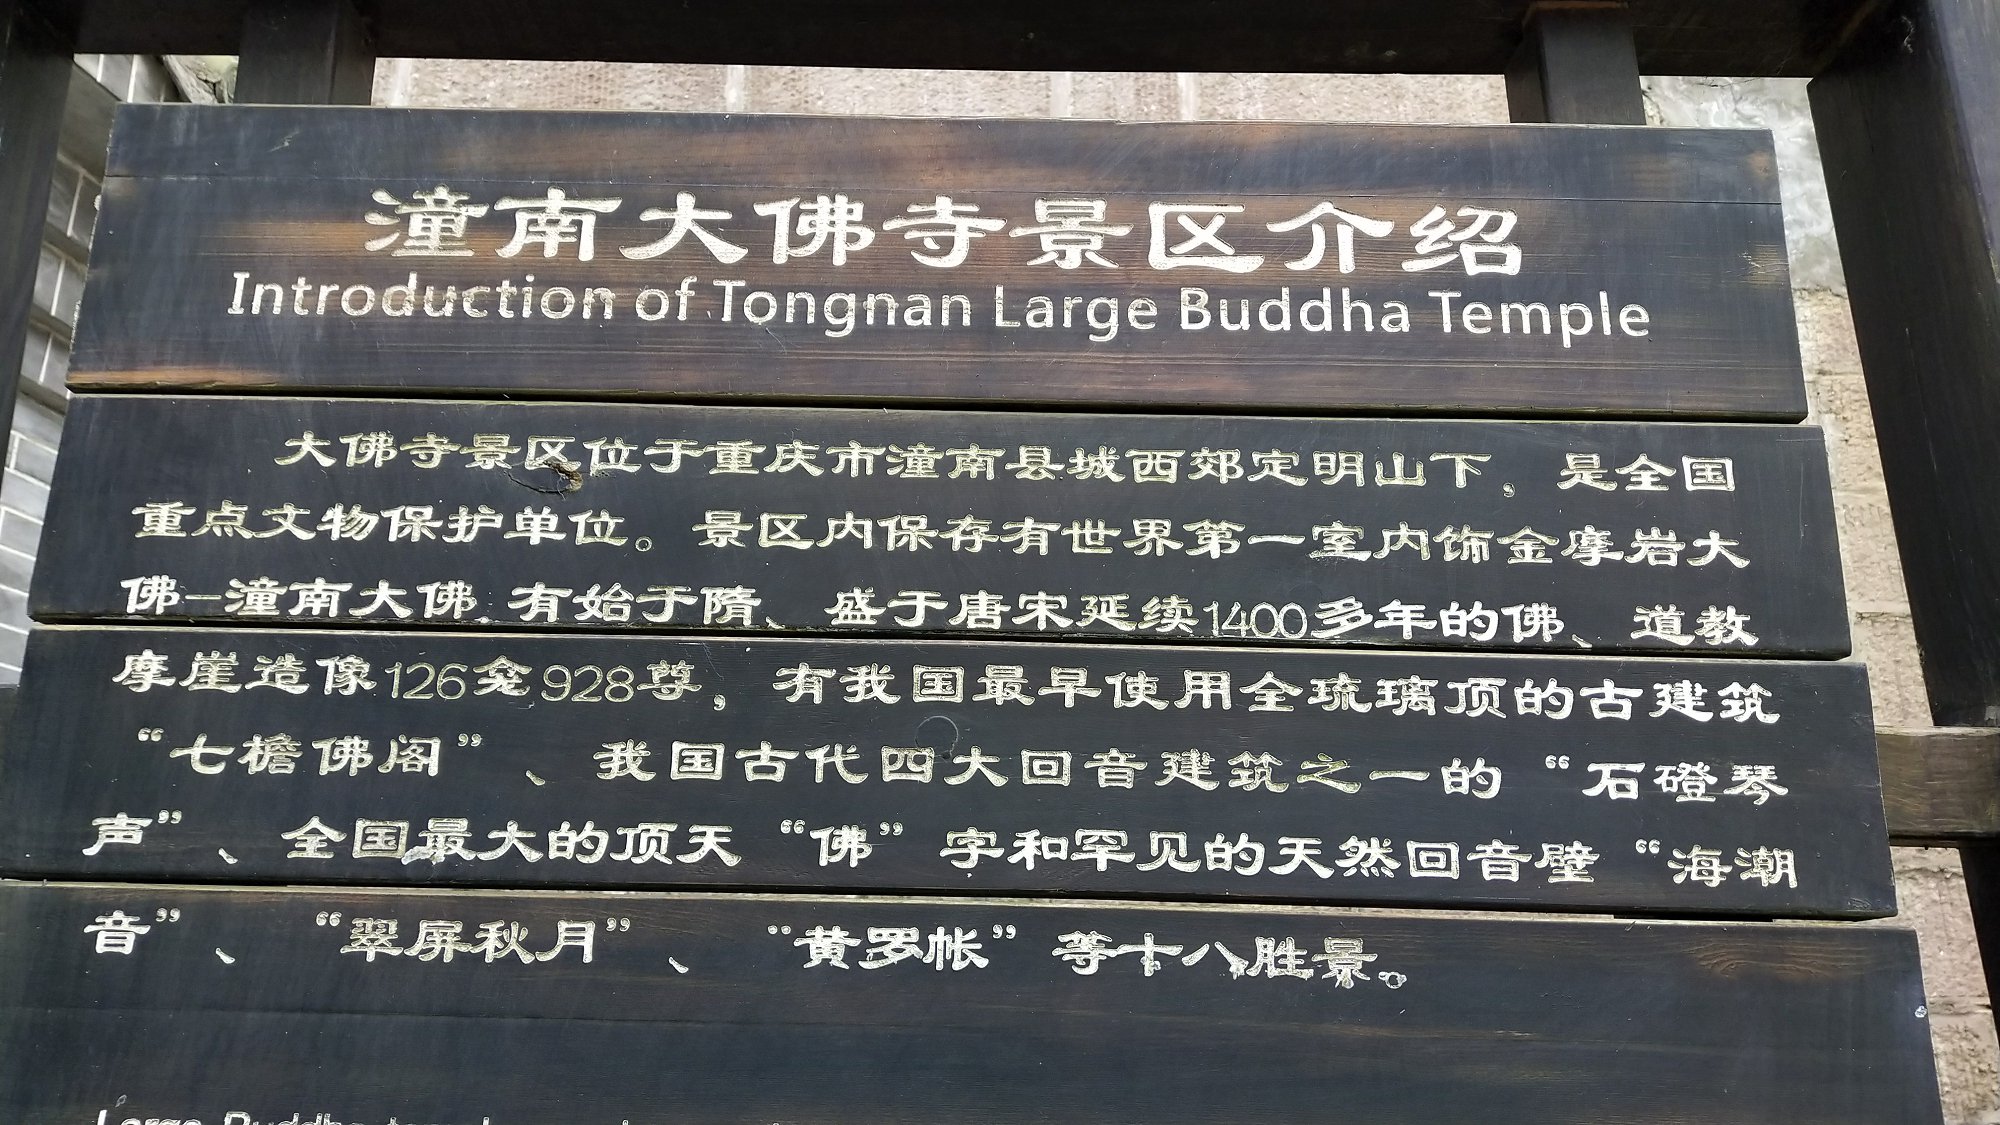 潼南大佛寺景区介绍
Introduction of Tongnan Large Buddha Temple
大佛寺景区位于重庆市潼南县城西郊定明山下，是全国
重点文物保护单位。景区内保存有世界第一室内饰金摩岩大
佛—潼南大佛，有始于隋、盛于唐宋延续1400多年的佛、道教
摩崖造像126龛928尊，有我国最早使用全琉璃顶的古建筑
“七檐佛阁”、我国古代四大回音建筑之一的“石磴琴
声”、全国最大的顶天“佛”字和罕见的天然回音壁“海潮
音”、“翠屏秋月”、“黄罗帐”等十八胜景。
Large Buddha